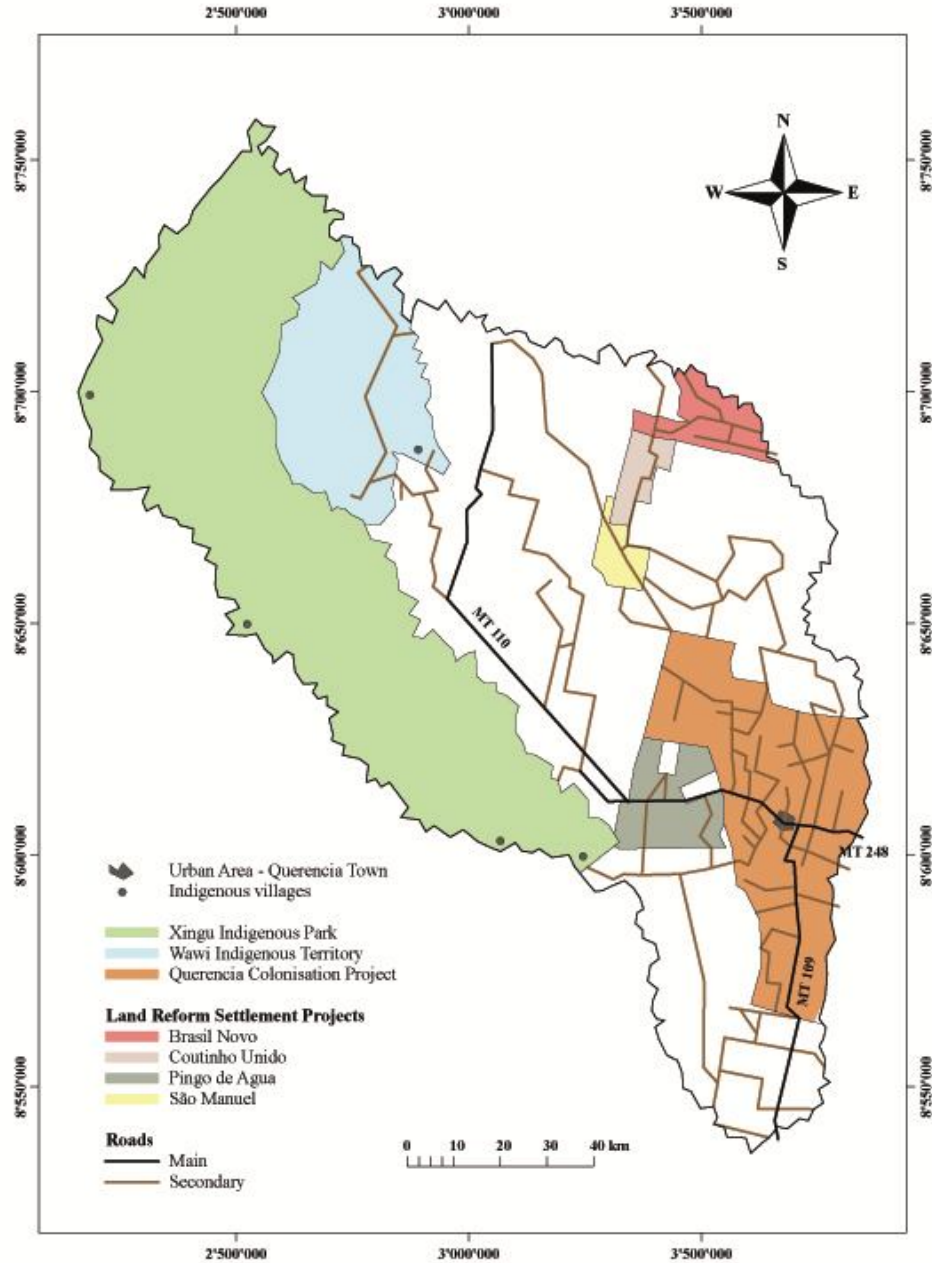 2'500'000 3'000'000 3'500'000
8'750'000 8'750'000
N
W E
S
8'700'000 8'700'000
8'650'000 8'650'000
MT 110
8'600'000 8'600'000
MT 248
MT 109
Urban Area - Querencia Town
Indigenous villages
Xingu Indigenous Park
Wawi Indigenous Territory
Querencia Colonisation Project
Land Reform Settlement Projects
Brasil Novo
Coutinho Unido
Pingo de Agua
São Manuel
8'550'000 8'550'000
Roads
Main
Secondary
0 10 20 30 40 km
2'500'000 3'000'000 3'500'000